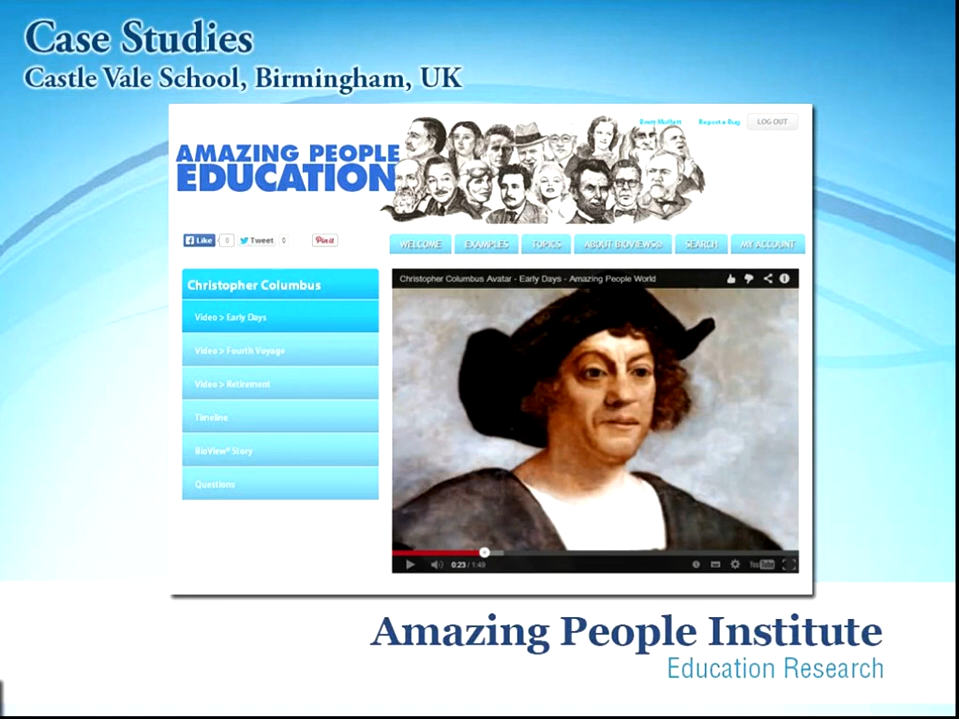 Case Studies
Castle Vale School, Birmingham, UK
Brett Moffatt Report a Bug LOG OUT
AMAZING PEOPLE
EDUCATION
Like 0 Tweet 0 Pin it
WELCOME EXAMPLES TOPICS ABOUT BIOVIEWS® SEARCH MY ACCOUNT
Christopher Columbus
Video > Early Days
Video > Fourth Voyage
Video > Retirement
Timeline
BioView® Story
Questions
Christopher Columbus Avatar - Early Days - Amazing People World
0:23 / 1:49
YouTube
Amazing People Institute
Education Research